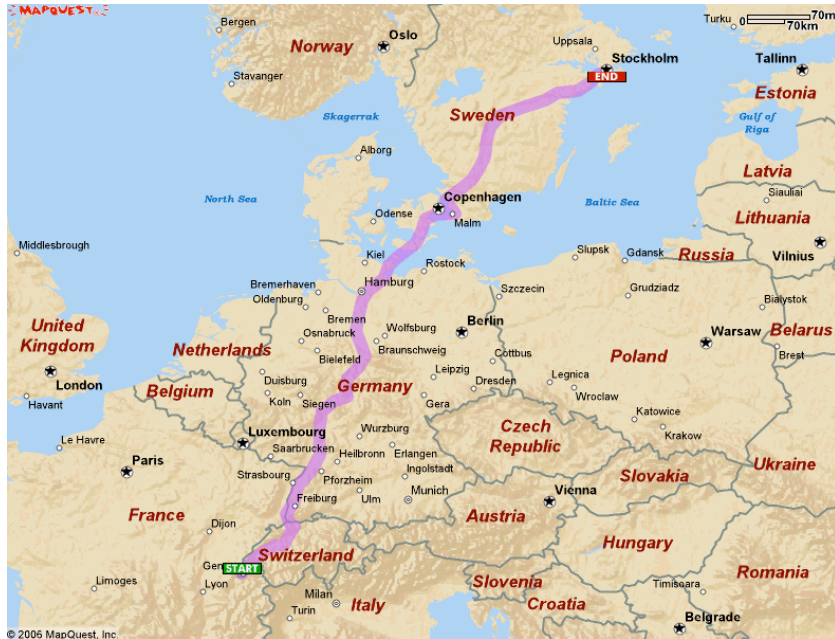 MAPQUEST.
Bergen
Oslo
Norway
Stavanger
Uppsala
Stockholm
END
Turku
0 70m
70km
Tallinn
Estonia
Sweden
Skagerrak
Gulf of
Riga
Alborg
Latvia
North Sea
Copenhagen
Baltic Sea
Siauliai
Odense
Malm
Lithuania
Middlesbrough
Kiel
Rostock
Slupsk
Gdansk
Russia
Vilnius
Bremerhaven
Hamburg
Oldenburg
Szczecin
Grudziadz
Bialystok
Bremen
United
Kingdom
Osnabruck
Wolfsburg
Berlin
Belarus
Warsaw
Netherlands
Bielefeld
Braunschweig
Cottbus
Poland
Brest
London
Duisburg
Germany
Leipzig
Legnica
Havant
Belgium
Koln
Siegen
Dresden
Wroclaw
Gera
Katowice
Luxembourg
Wurzburg
Czech
Republic
Krakow
Le Havre
Saarbrucken
Heilbronn
Erlangen
Paris
Strasbourg
Pforzheim
Ingolstadt
Slovakia
Ukraine
Freiburg
Ulm
Munich
Vienna
France
Austria
Dijon
Switzerland
Hungary
Gen
START
Limoges
Lyon
Milan
Italy
Slovenia
Timisoara
Romania
Turin
Croatia
Belgrade
© 2006 MapQuest, Inc.